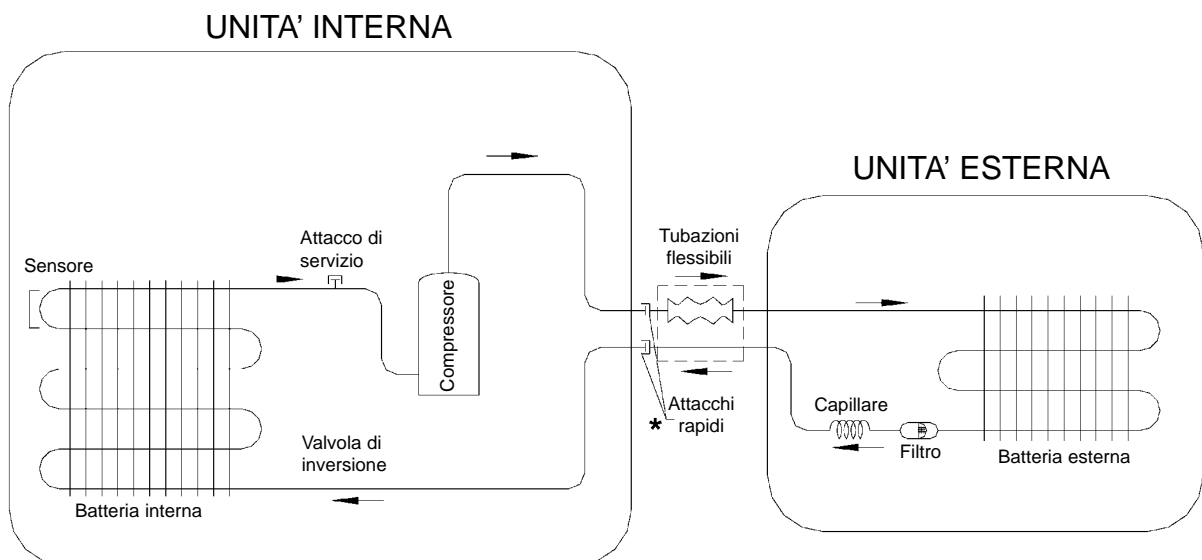 UNITA' INTERNA
UNITA' ESTERNA
Attacco di
servizio
Sensore
Compressore
Tubazioni
flessibili
Attacchi
* rapidi
Capillare
Filtro
Batteria esterna
Valvola di
inversione
Batteria interna